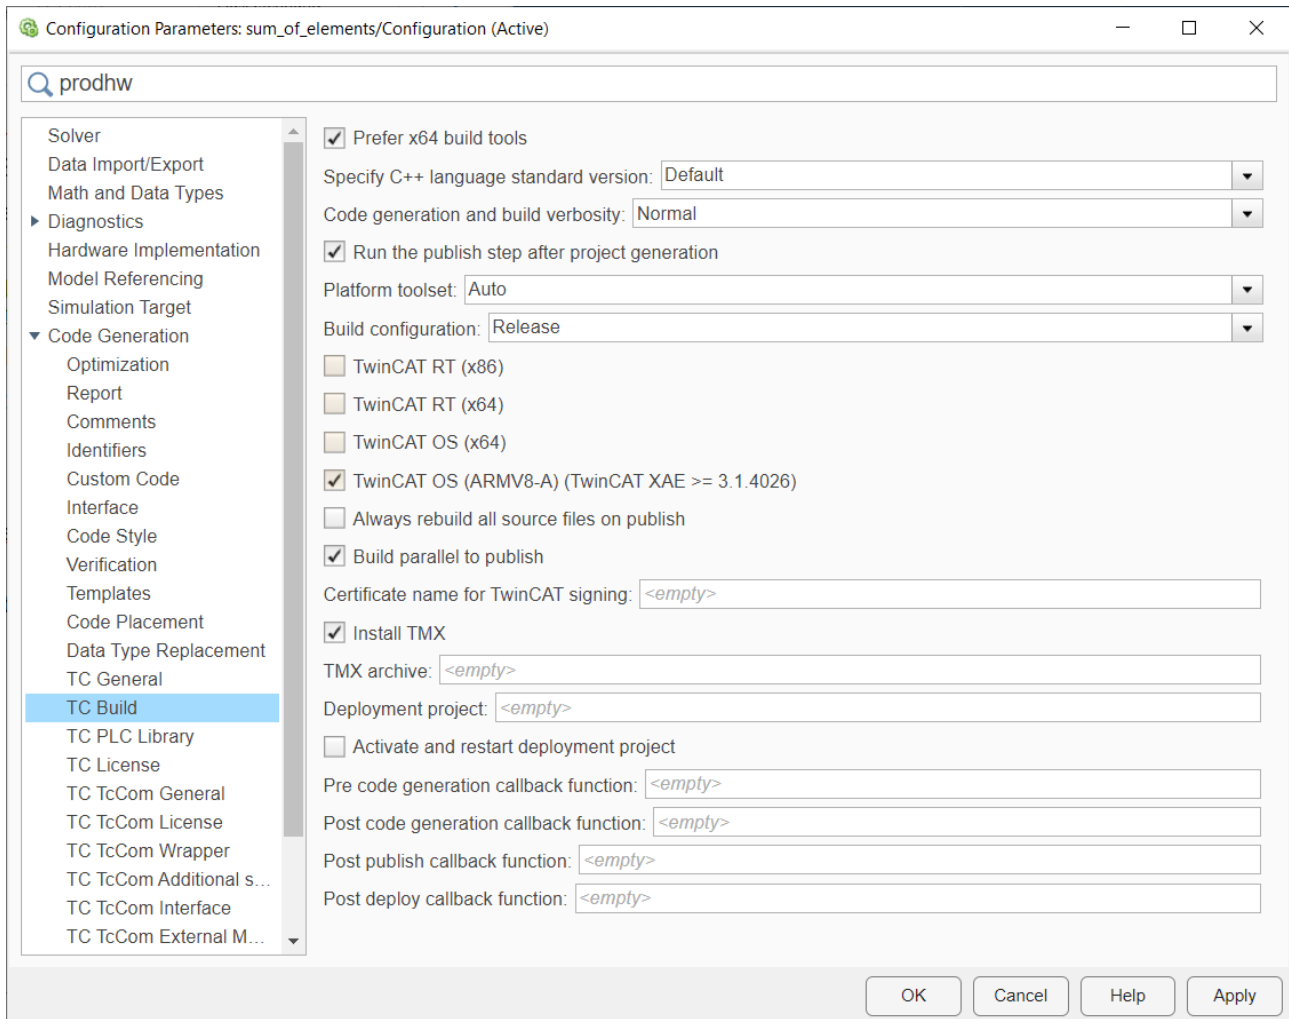 Configuration Parameters: sum_of_elements/Configuration (Active)
prodhw
Solver
Data Import/Export
Math and Data Types
Diagnostics
Hardware Implementation
Model Referencing
Simulation Target
Code Generation
Optimization
Report
Comments
Identifiers
Custom Code
Interface
Code Style
Verification
Templates
Code Placement
Data Type Replacement
TC General
TC Build
TC PLC Library
TC License
TC TcCom General
TC TcCom License
TC TcCom Wrapper
TC TcCom Additional s...
TC TcCom Interface
TC TcCom External M...
Prefer x64 build tools
Specify C++ language standard version: Default
Code generation and build verbosity: Normal
Run the publish step after project generation
Platform toolset: Auto
Build configuration: Release
TwinCAT RT (x86)
TwinCAT RT (x64)
TwinCAT OS (x64)
TwinCAT OS (ARMV8-A) (TwinCAT XAE >= 3.1.4026)
Always rebuild all source files on publish
Build parallel to publish
Certificate name for TwinCAT signing: <empty>
Install TMX
TMX archive: <empty>
Deployment project: <empty>
Activate and restart deployment project
Pre code generation callback function: <empty>
Post code generation callback function: <empty>
Post publish callback function: <empty>
Post deploy callback function: <empty>
OK Cancel Help Apply